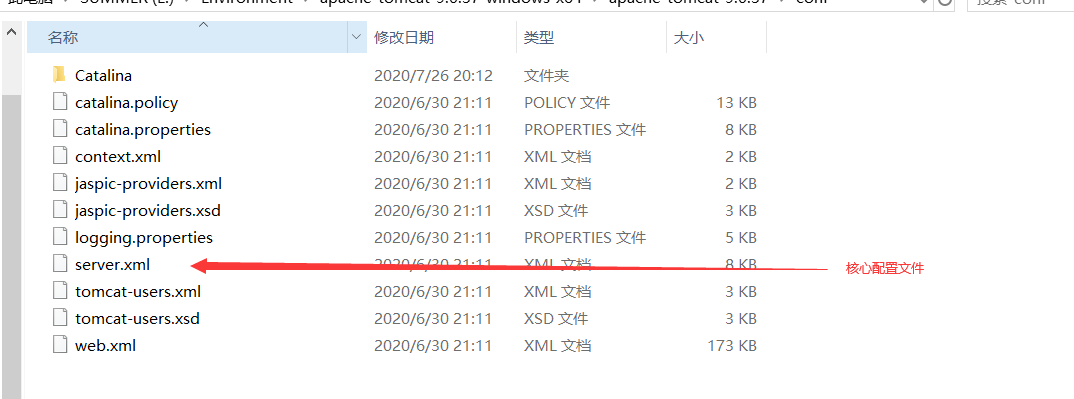 此电脑 SUMMER (E:) Environment apache-tomcat-9.0.37-windows-x64 apache-tomcat-9.0.37 conf 搜索"conf"
名称 修改日期 类型 大小
Catalina 2020/7/26 20:12 文件夹
catalina.policy 2020/6/30 21:11 POLICY 文件 13 KB
catalina.properties 2020/6/30 21:11 PROPERTIES 文件 8 KB
context.xml 2020/6/30 21:11 XML 文档 2 KB
jaspic-providers.xml 2020/6/30 21:11 XML 文档 2 KB
jaspic-providers.xsd 2020/6/30 21:11 XSD 文件 3 KB
logging.properties 2020/6/30 21:11 PROPERTIES 文件 5 KB
server.xml 2020/6/30 21:11 XML 文档 8 KB 核心配置文件
tomcat-users.xml 2020/6/30 21:11 XML 文档 3 KB
tomcat-users.xsd 2020/6/30 21:11 XSD 文件 3 KB
web.xml 2020/6/30 21:11 XML 文档 173 KB